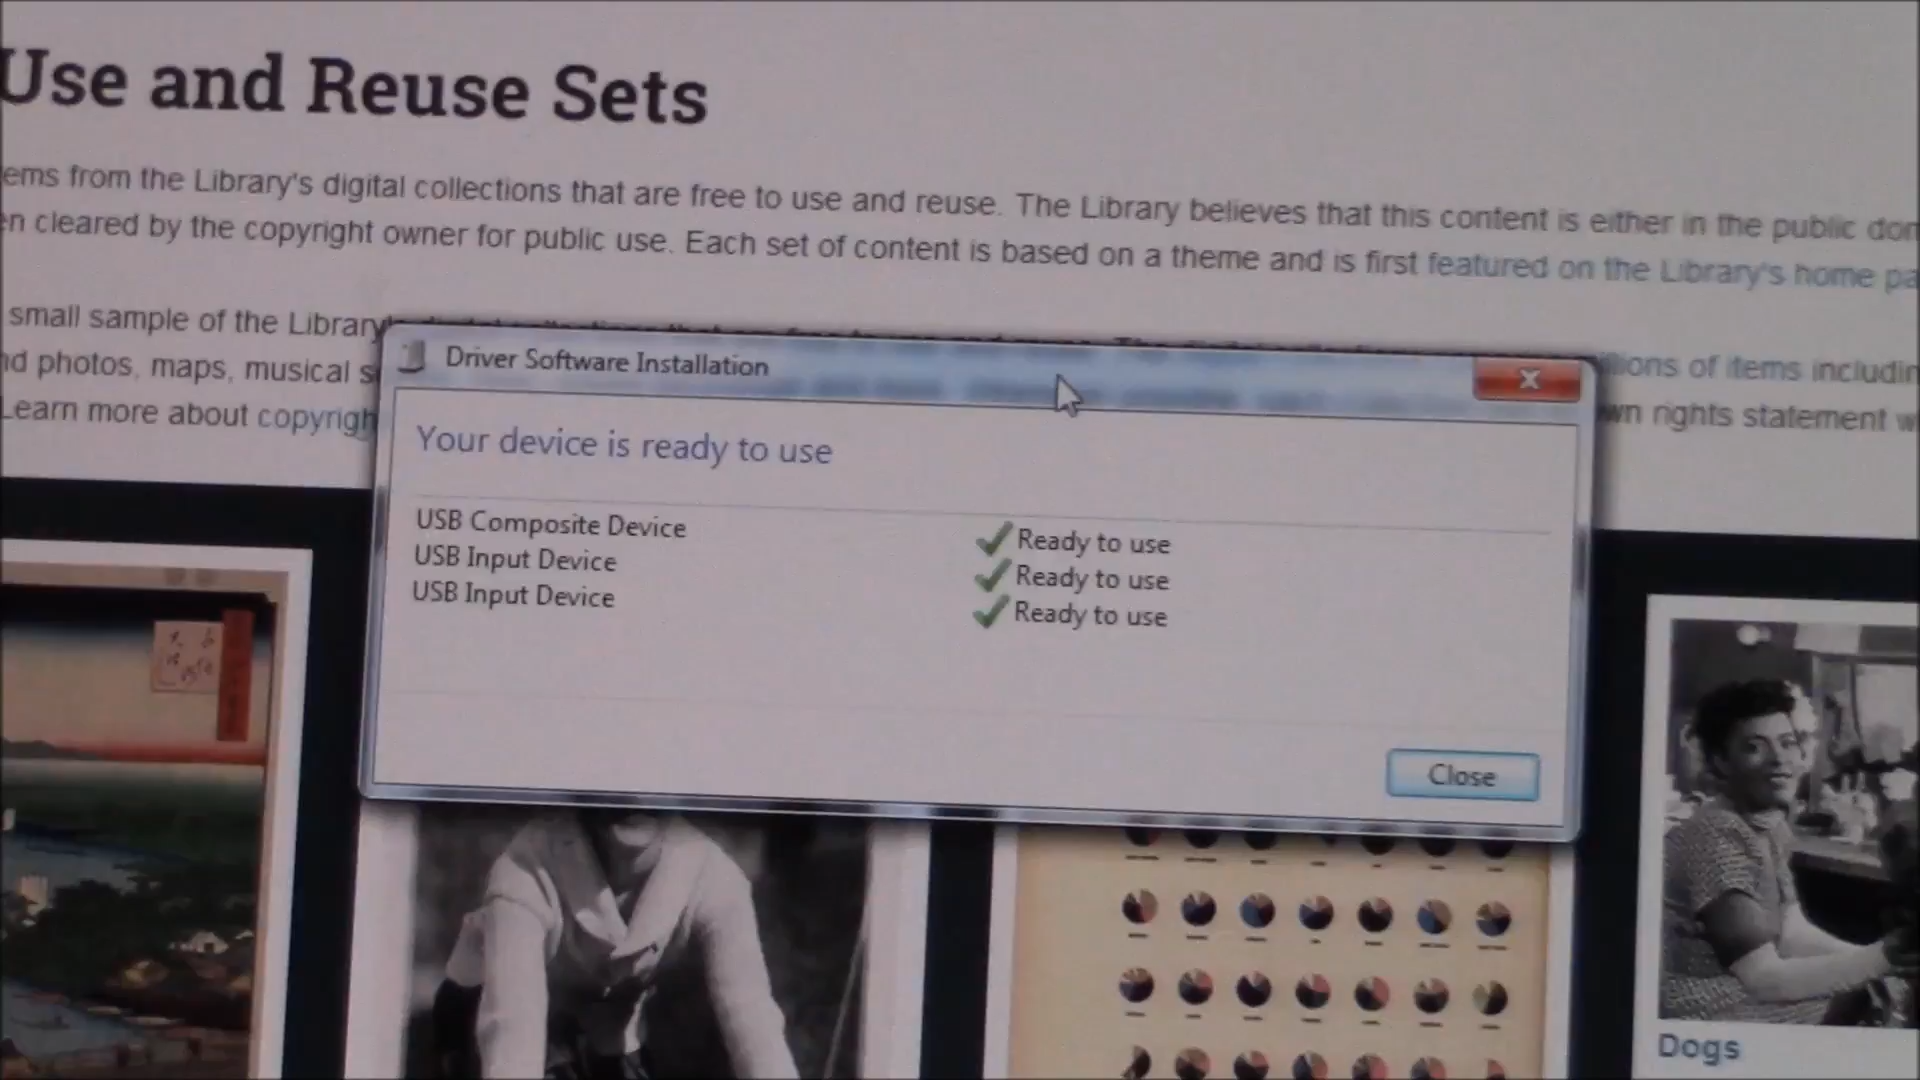 Use and Reuse Sets
ems from the Library's digital collections that are free to use and reuse. The Library believes that this content is either in the public dom
en cleared by the copyright owner for public use. Each set of content is based on a theme and is first featured on the Library's home pa
small sample of the Library's
illions of items includin
nd photos, maps, musical s
Learn more about copyrigh
wn rights statement w
Driver Software Installation
Your device is ready to use
USB Composite Device Ready to use
USB Input Device Ready to use
USB Input Device Ready to use
Close
Dogs